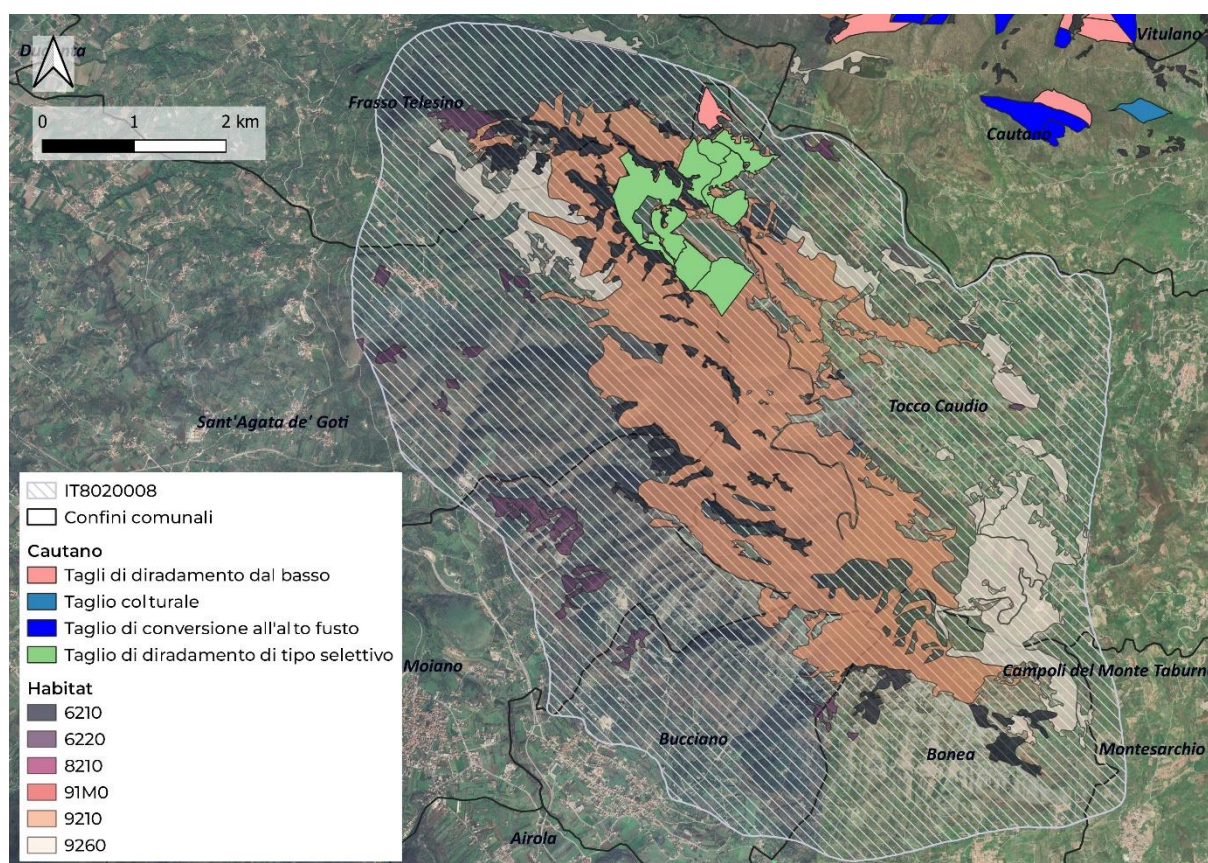 Vitulano
Frasso Telesino
0 1 2 km
Cautano
Tocco Caudio
Sant'Agata de' Goti
IT8020008
Confini comunali
Cautano
Tagli di diradamento dal basso
Taglio colturale
Taglio di conversione all'alto fusto
Taglio di diradamento di tipo selettivo
Habitat
6210
6220
8210
91M0
9210
9260
Moiano
Campoli del Monte Taburn
Bucciano
Bonea
Montesarchio
Airola